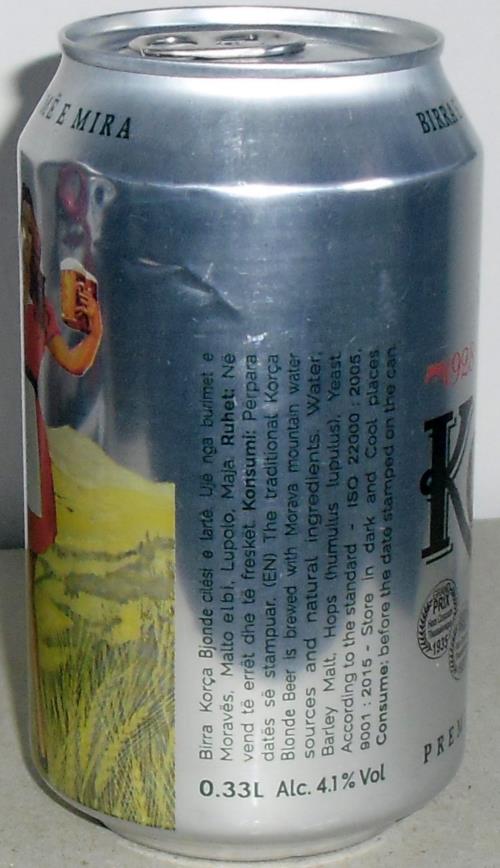 MË E MIRA
BIRRA
Birra Korça Bjonde cilësi e lartë. Ujë nga burimet e
Moravës, Malto elbi, Lupolo, Maja. Ruhet: Në
vend të errët dhe të freskët. Konsumi: Përpara
datës së stampuar. (EN) The traditional Korça
Blonde Beer is brewed with Morava mountain water
sources and natural ingredients. Water,
Barley Malt, Hops (humulus lupulus), Yeast
According to the standard - ISO 22000 : 2005,
9001 : 2015 - Store in dark and Cool places
Consume: before the date stamped on the can.
0.33L Alc. 4.1% Vol
1928
K
PRIX
1933
PREM